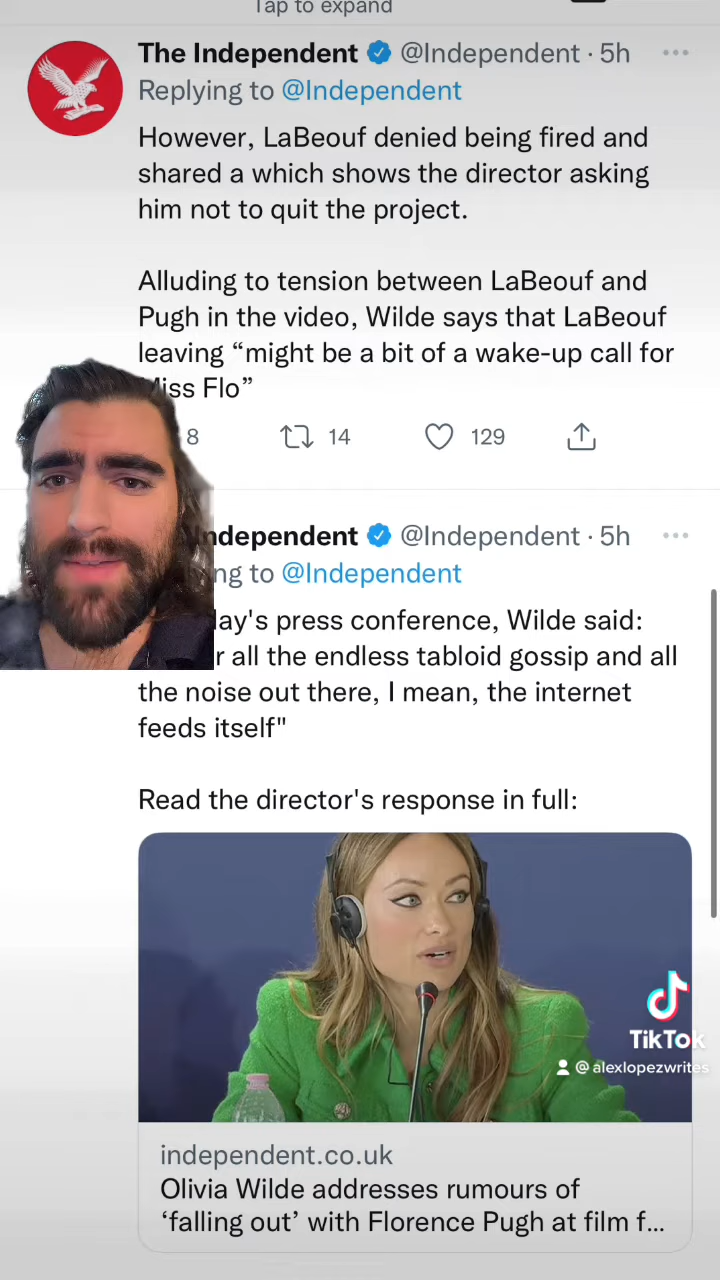 Tap to expand
The Independent @Independent · 5h
Replying to @Independent
However, LaBeouf denied being fired and
shared a which shows the director asking
him not to quit the project.
Alluding to tension between LaBeouf and
Pugh in the video, Wilde says that LaBeouf
leaving “might be a bit of a wake-up call for
Miss Flo”
8 14 129
Independent @Independent · 5h
to @Independent
press conference, Wilde said:
all the endless tabloid gossip and all
the noise out there, I mean, the internet
feeds itself"
Read the director's response in full:
TikTok
@alexlopezwrites
independent.co.uk
Olivia Wilde addresses rumours of
‘falling out’ with Florence Pugh at film f...